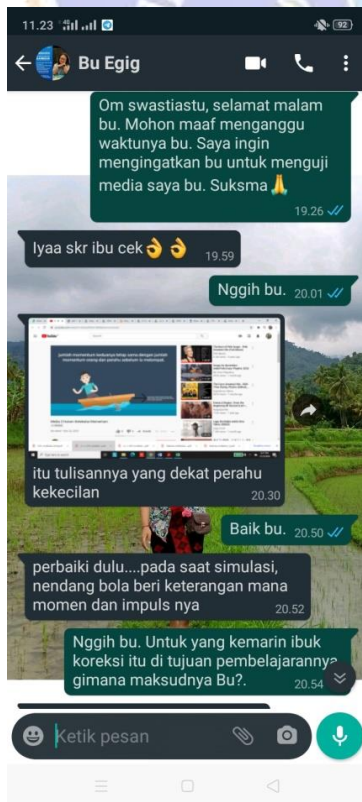 11.23
92
Bu Egig
Om swastiastu, selamat malam
bu. Mohon maaf menganggu
waktunya bu. Saya ingin
mengingatkan bu untuk menguji
media saya bu. Suksma🙏
19.26
Iyaa skr ibu cek👌👌 19.59
Nggih bu. 20.01
itu tulisannya yang dekat perahu
kekecilan
20.30
Baik bu. 20.50
perbaiki dulu....pada saat simulasi,
nendang bola beri keterangan mana
momen dan impuls nya
20.52
Nggih bu. Untuk yang kemarin ibuk
koreksi itu di tujuan pembelajarannya
gimana maksudnya Bu?.
20.54
Ketik pesan